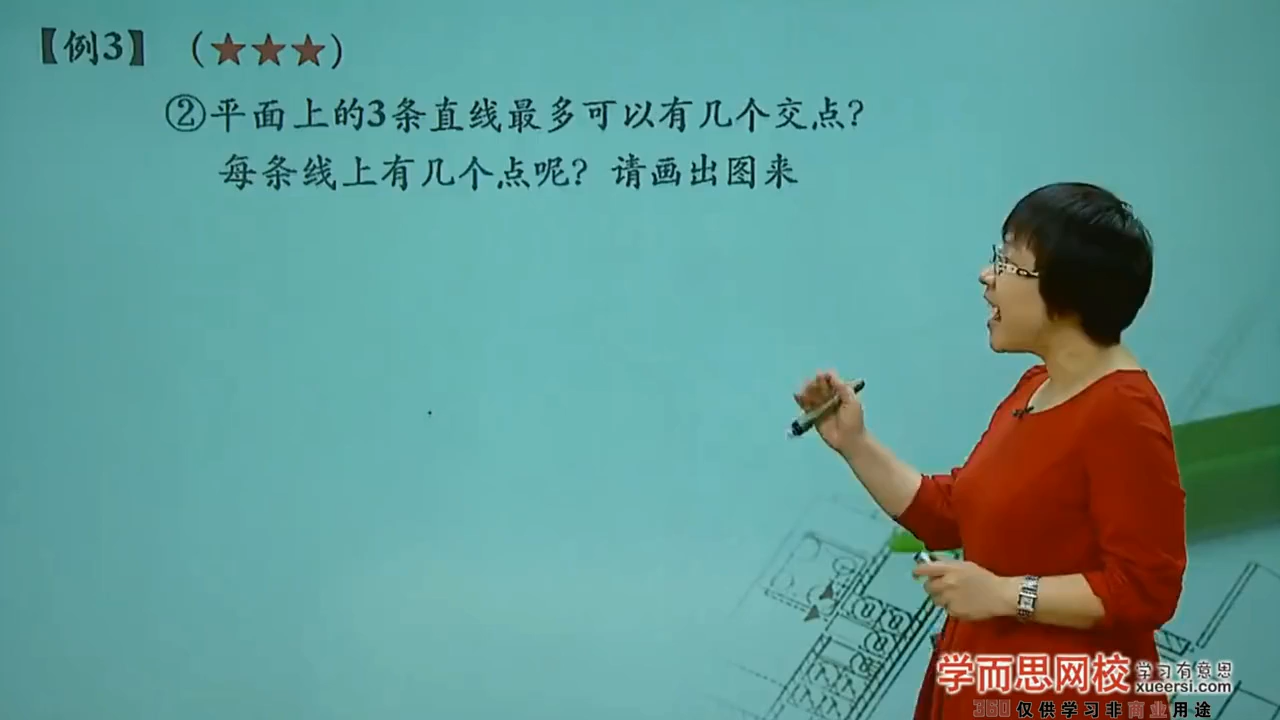 【例3】（★★★）
②平面上的3条直线最多可以有几个交点？
每条线上有几个点呢？请画出图来
学而思网校 学习有意思
xueersi.com
360 仅供学习非商业用途